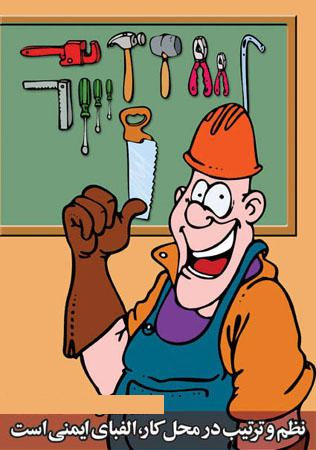 نظم و ترتیب در محل کار، الفبای ایمنی است